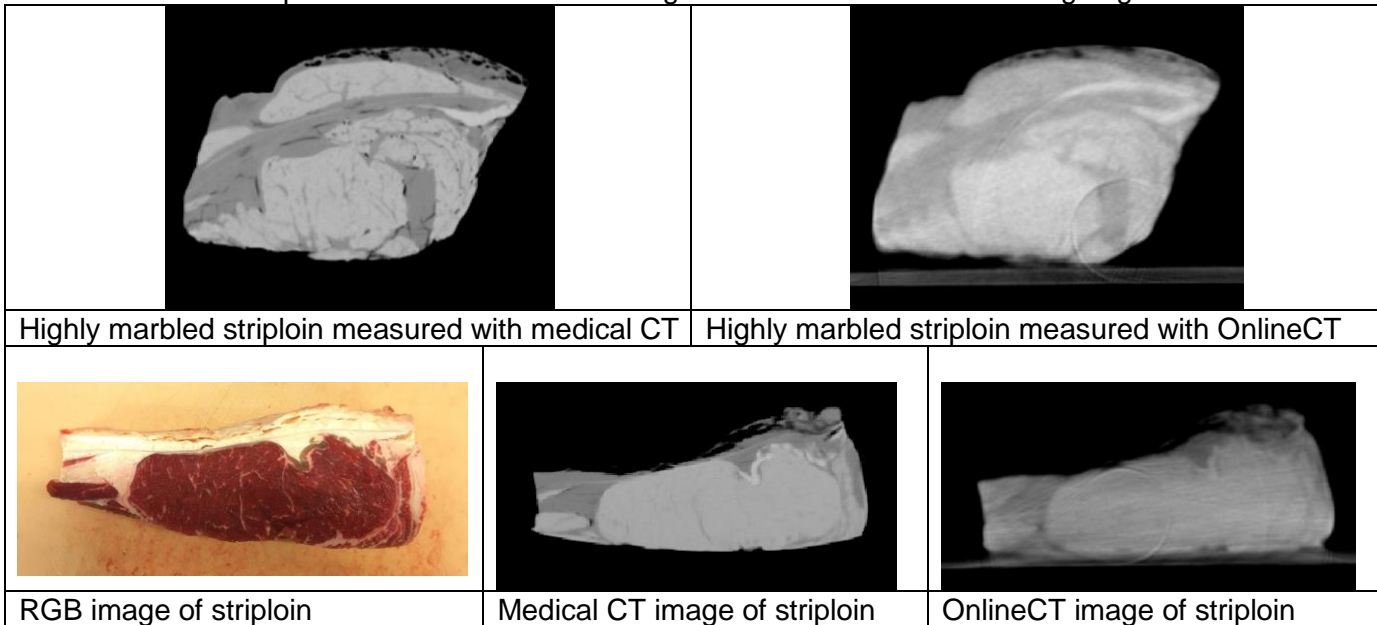 Highly marbled striploin measured with medical CT
Highly marbled striploin measured with OnlineCT
RGB image of striploin
Medical CT image of striploin
OnlineCT image of striploin